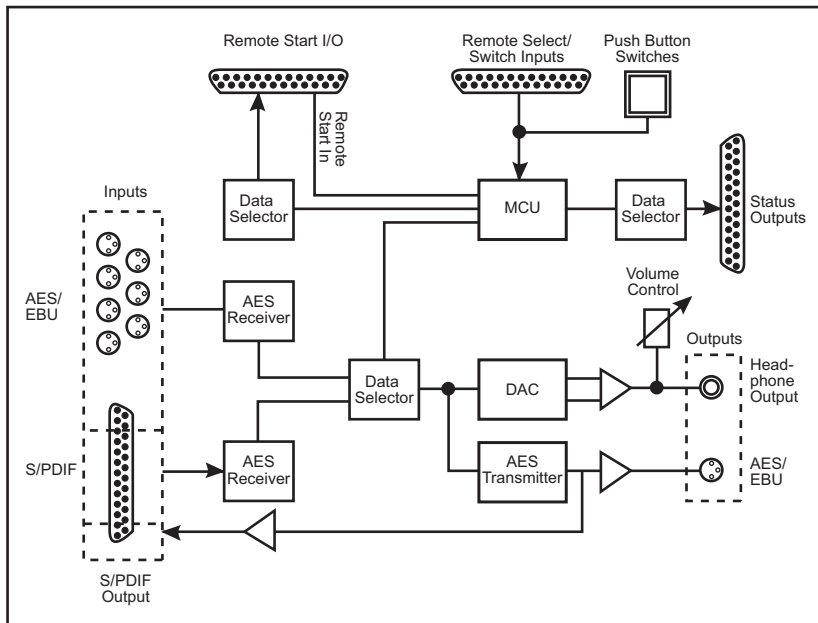 Remote Start I/O
Remote Select/
Switch Inputs
Push Button
Switches
Remote
Start In
Inputs
Data
Selector
MCU
Data
Selector
Status
Outputs
AES/
EBU
AES
Receiver
Volume
Control
Outputs
Data
Selector
DAC
Head-
phone
Output
S/PDIF
AES
Receiver
AES
Transmitter
AES/
EBU
S/PDIF
Output